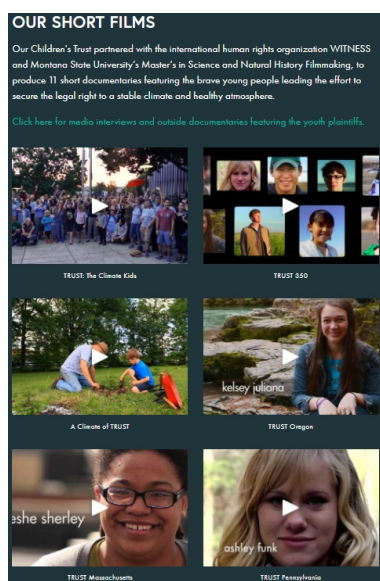 OUR SHORT FILMS
Our Children's Trust partnered with the international human rights organization WITNESS
and Montana State University's Master's in Science and Natural History Filmmaking, to
produce 11 short documentaries featuring the brave young people leading the effort to
secure the legal right to a stable climate and healthy atmosphere.
Click here for media interviews and outside documentaries featuring the youth plaintiffs.
TRUST: The Climate Kids
TRUST 350
kelsey juliana
A Climate of TRUST
TRUST Oregon
eshe sherley
ashley funk
TRUST Massachusetts
TRUST Pennsylvania